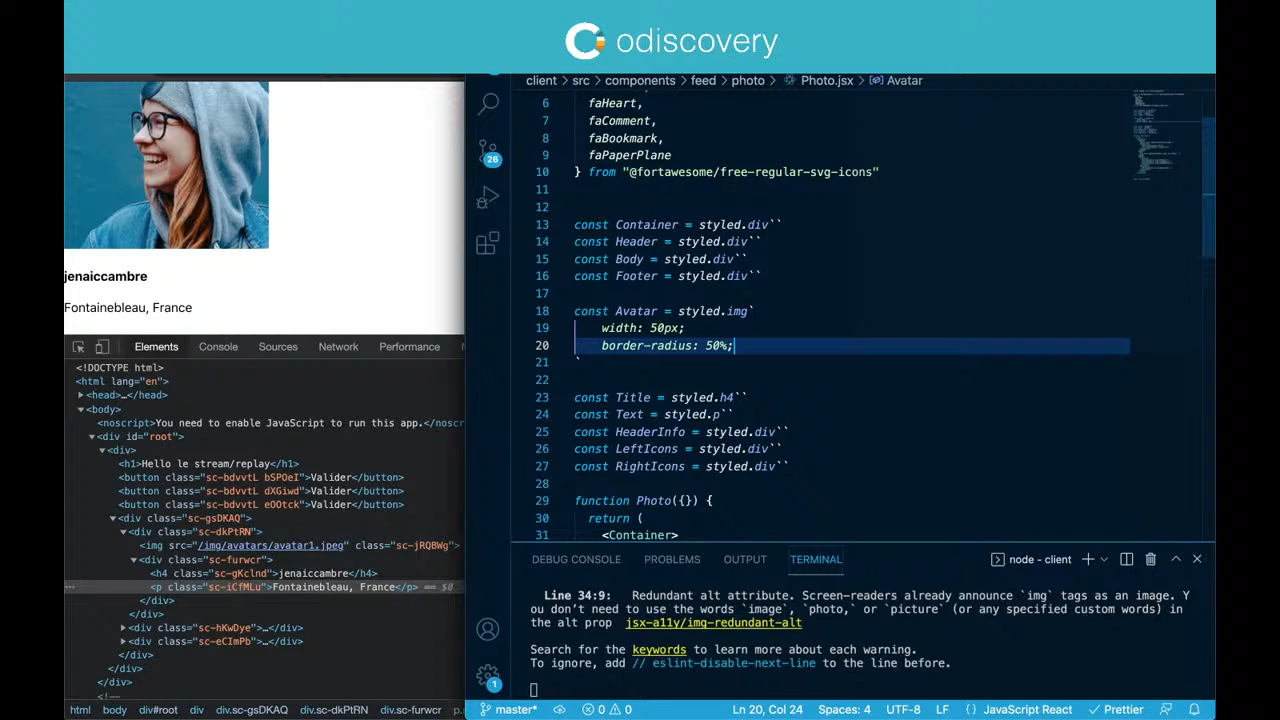 odiscovery
client > src > components > feed > photo > Photo.jsx > Avatar
6 faHeart,
7 faComment,
8 faBookmark,
9 faPaperPlane
10 } from "@fortawesome/free-regular-svg-icons"
11
12
13 const Container = styled.div``
14 const Header = styled.div``
15 const Body = styled.div``
16 const Footer = styled.div``
17
18 const Avatar = styled.img`
19 width: 50px;
20 border-radius: 50%;
21 `
22
23 const Title = styled.h4``
24 const Text = styled.p``
25 const HeaderInfo = styled.div``
26 const LeftIcons = styled.div``
27 const RightIcons = styled.div``
28
29 function Photo({}) {
30 return (
31 <Container>
26
1
jenaiccambre
Fontainebleau, France
Elements Console Sources Network Performance
<!DOCTYPE html>
<html lang="en">
<head>…</head>
<body>
<noscript>You need to enable JavaScript to run this app.</noscr
<div id="root">
<div>
<h1>Hello le stream/replay</h1>
<button class="sc-bdvvtL bSPOeI">Valider</button>
<button class="sc-bdvvtL dXGiwd">Valider</button>
<button class="sc-bdvvtL eOOtck">Valider</button>
<div class="sc-gsDKAQ">
<div class="sc-dkPtRN">
<img src="/img/avatars/avatar1.jpeg" class="sc-jRQBWg">
<div class="sc-furwcr">
<h4 class="sc-gKclnd">jenaiccambre</h4>
<p class="sc-iCfMLu">Fontainebleau, France</p> == $0
</div>
</div>
<div class="sc-hKwDye">…</div>
<div class="sc-eCImPb">…</div>
</div>
</div>
</div>
<!--
html body div#root div div.sc-gsDKAQ div.sc-dkPtRN div.sc-furwcr p.s
DEBUG CONSOLE PROBLEMS OUTPUT TERMINAL node - client
Line 34:9: Redundant alt attribute. Screen-readers already announce `img` tags as an image. Y
ou don't need to use the words `image`, `photo,` or `picture` (or any specified custom words) in
the alt prop jsx-a11y/img-redundant-alt
Search for the keywords to learn more about each warning.
To ignore, add // eslint-disable-next-line to the line before.
master* 0 0 Ln 20, Col 24 Spaces: 4 UTF-8 LF {} JavaScript React Prettier